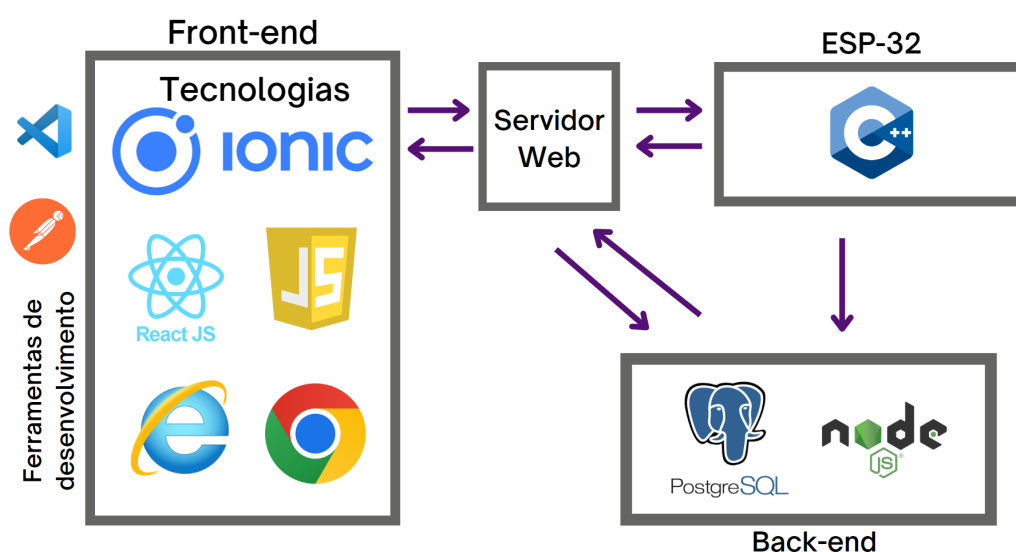 Front-end
Tecnologias
IONIC
React JS
JS
Ferramentas de
desenvolvimento
Servidor
Web
ESP-32
C++
PostgreSQL
node
JS
Back-end